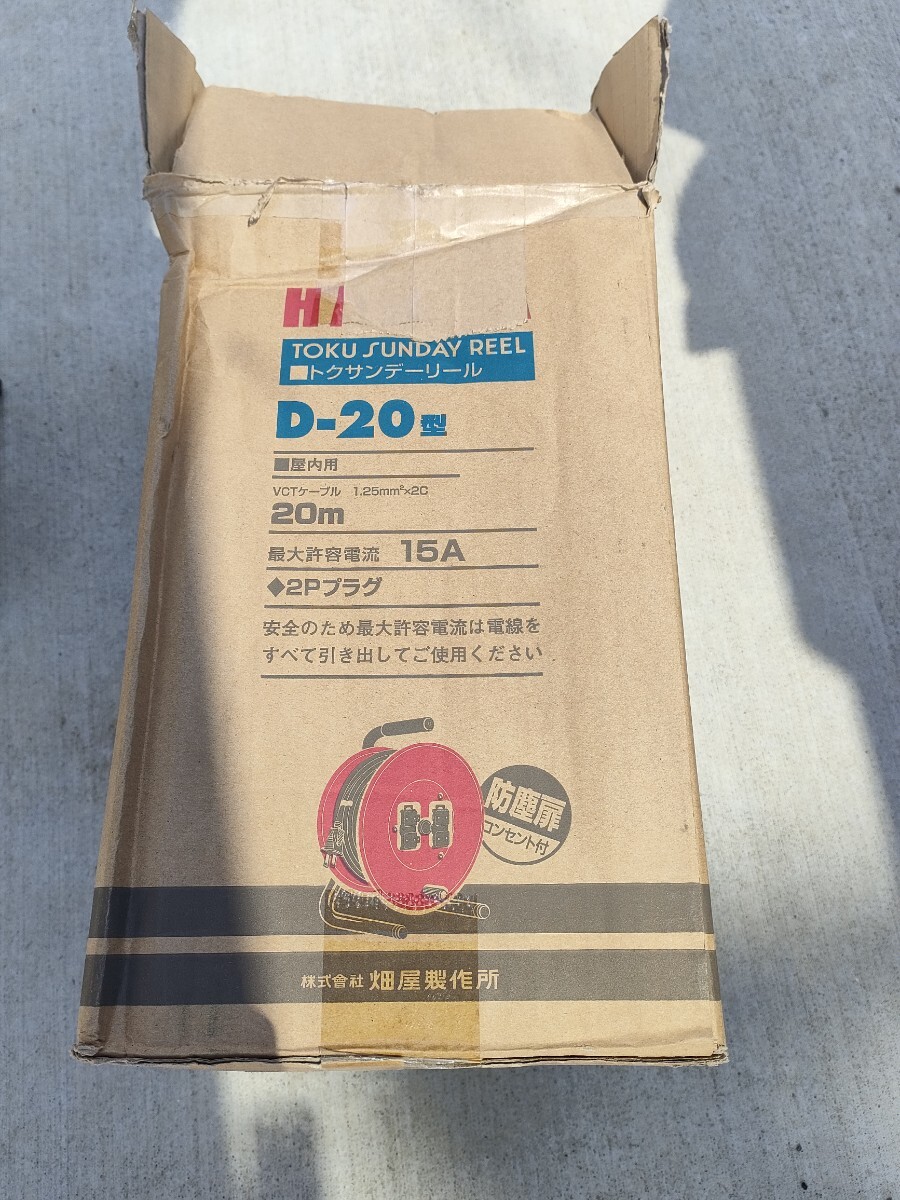 TOKU SUNDAY REEL
■トクサンデーリール
D-20型
■屋内用
VCTケーブル 1.25mm²×2C
20m
最大許容電流 15A
◆2Pプラグ
安全のため最大許容電流は電線を
すべて引き出してご使用ください
防塵扉
コンセント付
株式會社 畑屋製作所